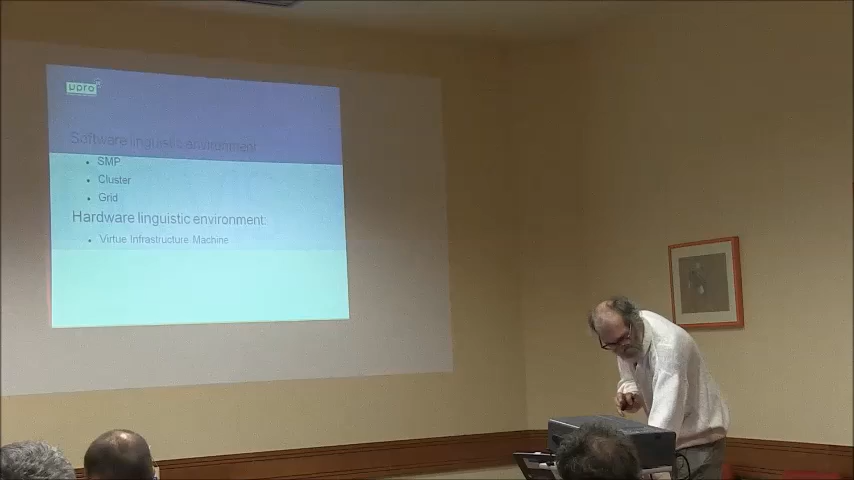 upro
Software linguistic environment
SMP
Cluster
Grid
Hardware linguistic environment:
Virtue Infrastructure Machine